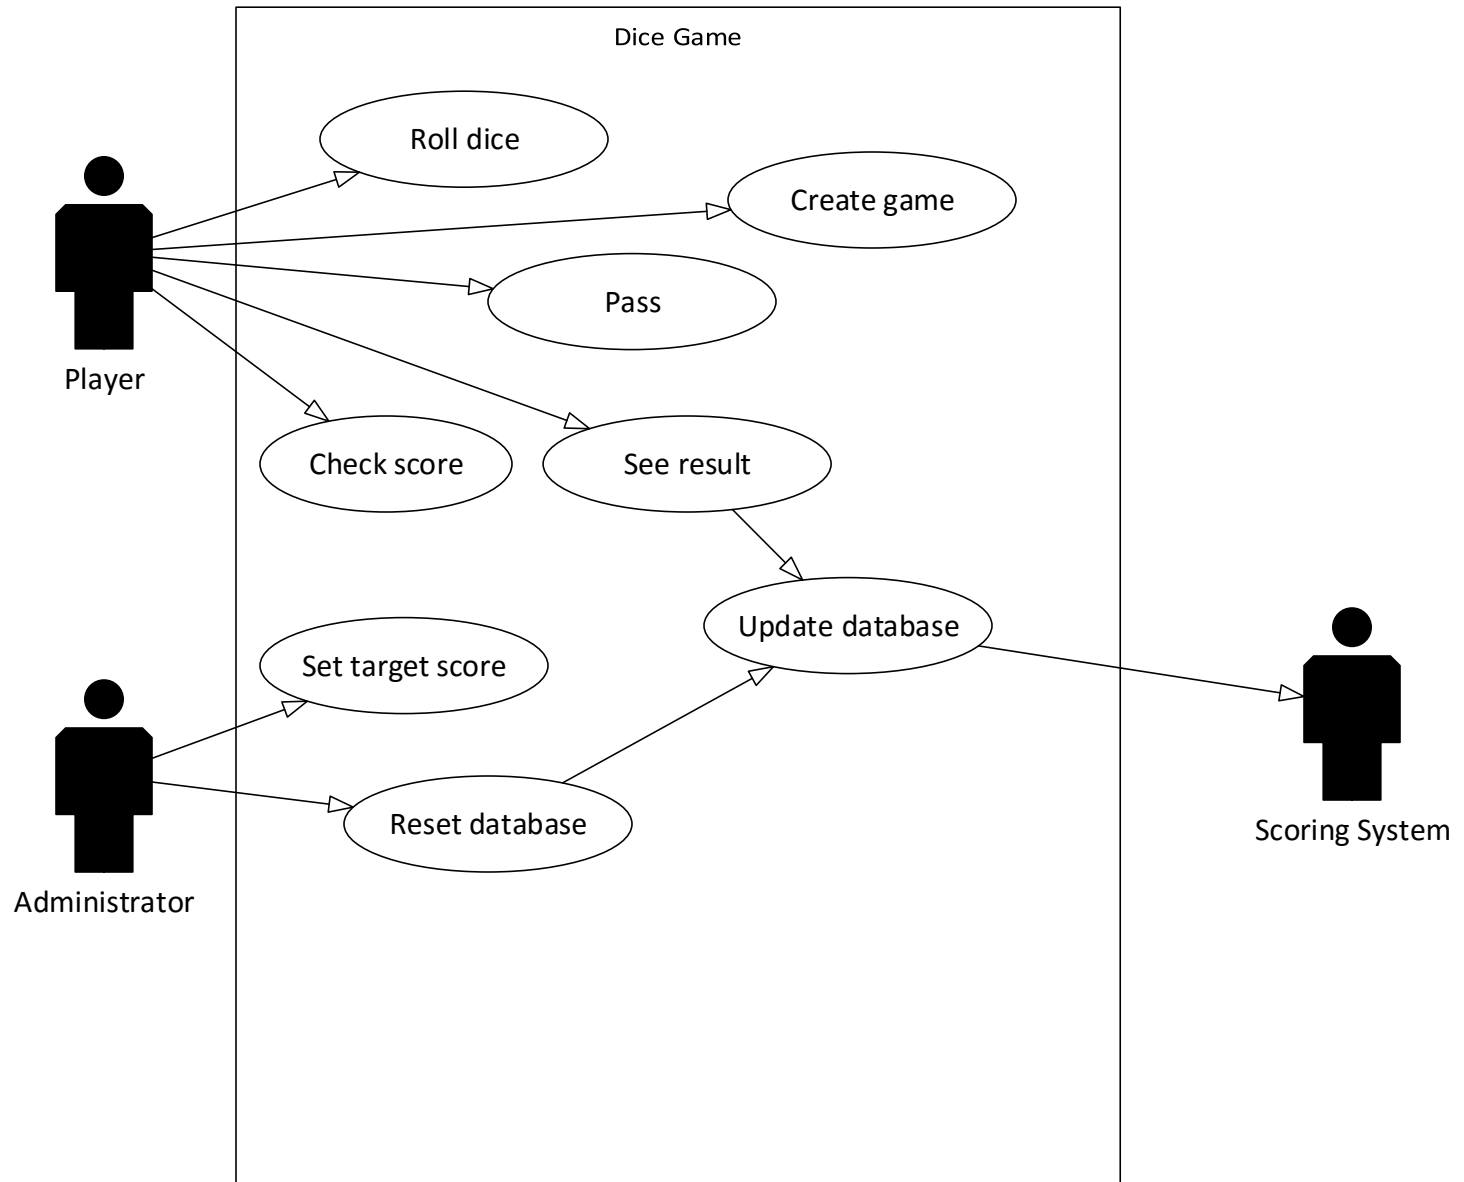 Dice Game
Roll dice
Create game
Pass
Player
Check score
See result
Update database
Set target score
Reset database
Scoring System
Administrator